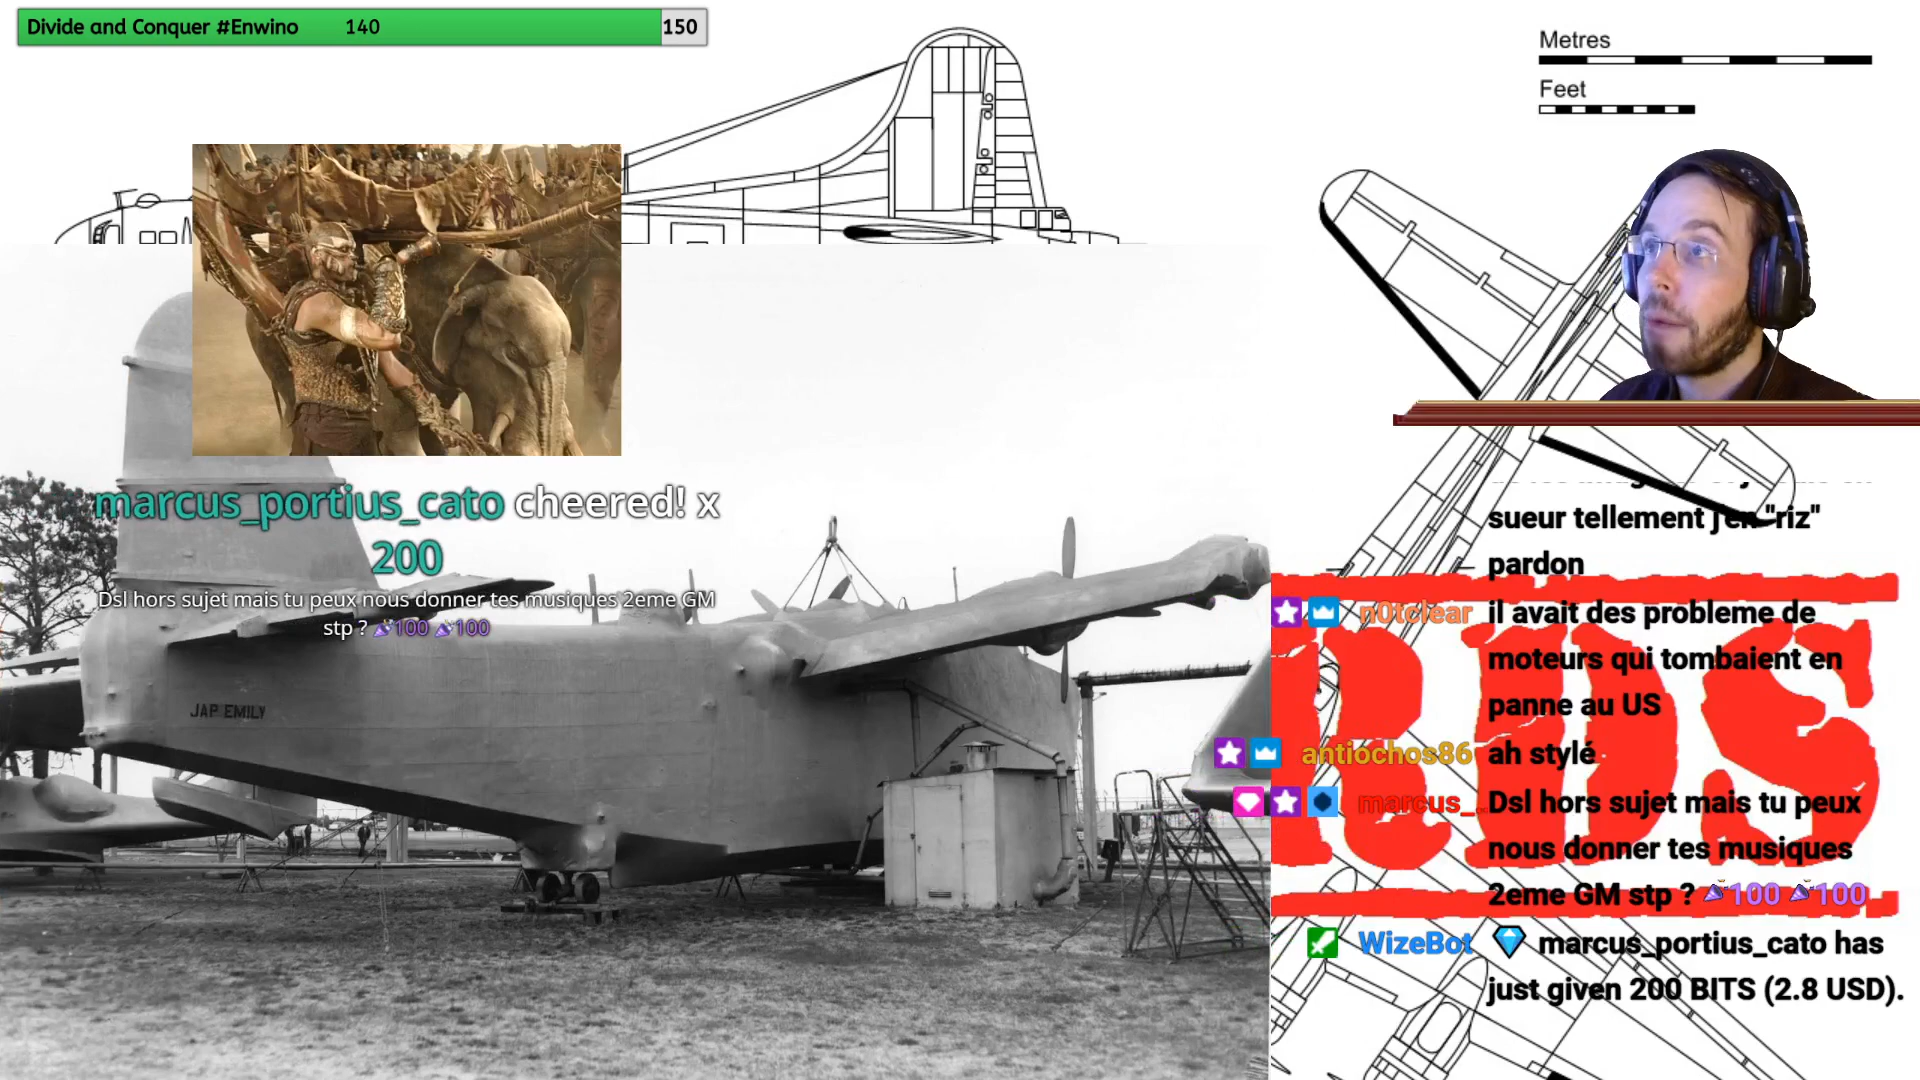 Divide and Conquer #Enwino 140 150
Metres
Feet
marcus_portius_cato cheered! x
200
Dsl hors sujet mais tu peux nous donner tes musiques 2eme GM
stp ? 100 100
JAP EMILY
sueur tellement j'en "riz"
pardon
n0tclear il avait des probleme de
moteurs qui tombaient en
panne au US
antiochos86 ah stylé
marcus_... Dsl hors sujet mais tu peux
nous donner tes musiques
2eme GM stp ? 100 100
WizeBot marcus_portius_cato has
just given 200 BITS (2.8 USD).